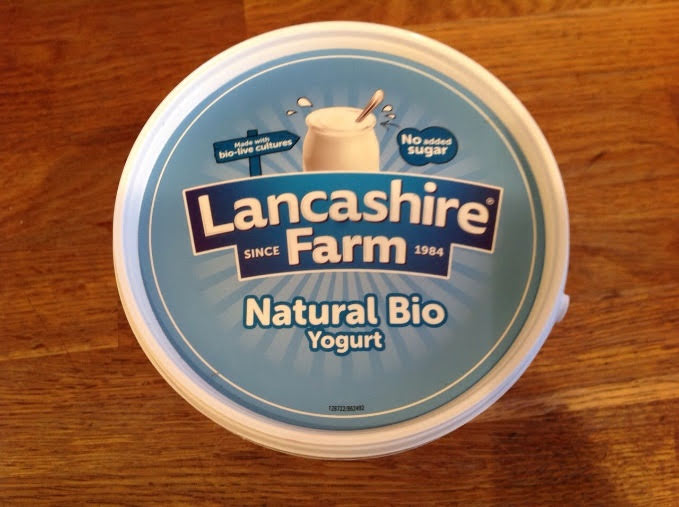 Made with
bio-live cultures
No added
sugar
Lancashire®
SINCE Farm 1984
Natural Bio
Yogurt